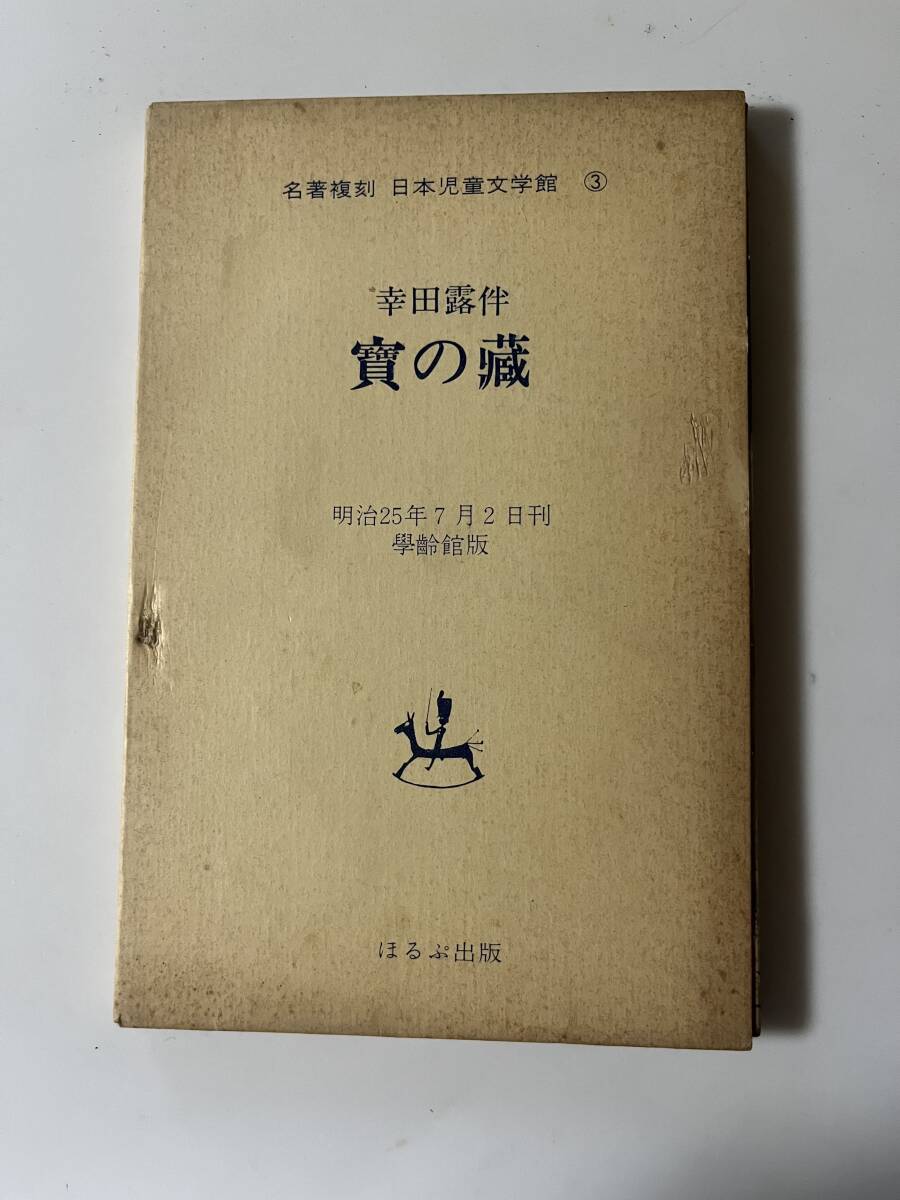 名著複刻 日本児童文学館 ③
幸田露伴
寶の藏
明治25年7月2日刊
學齡館版
ほるぷ出版